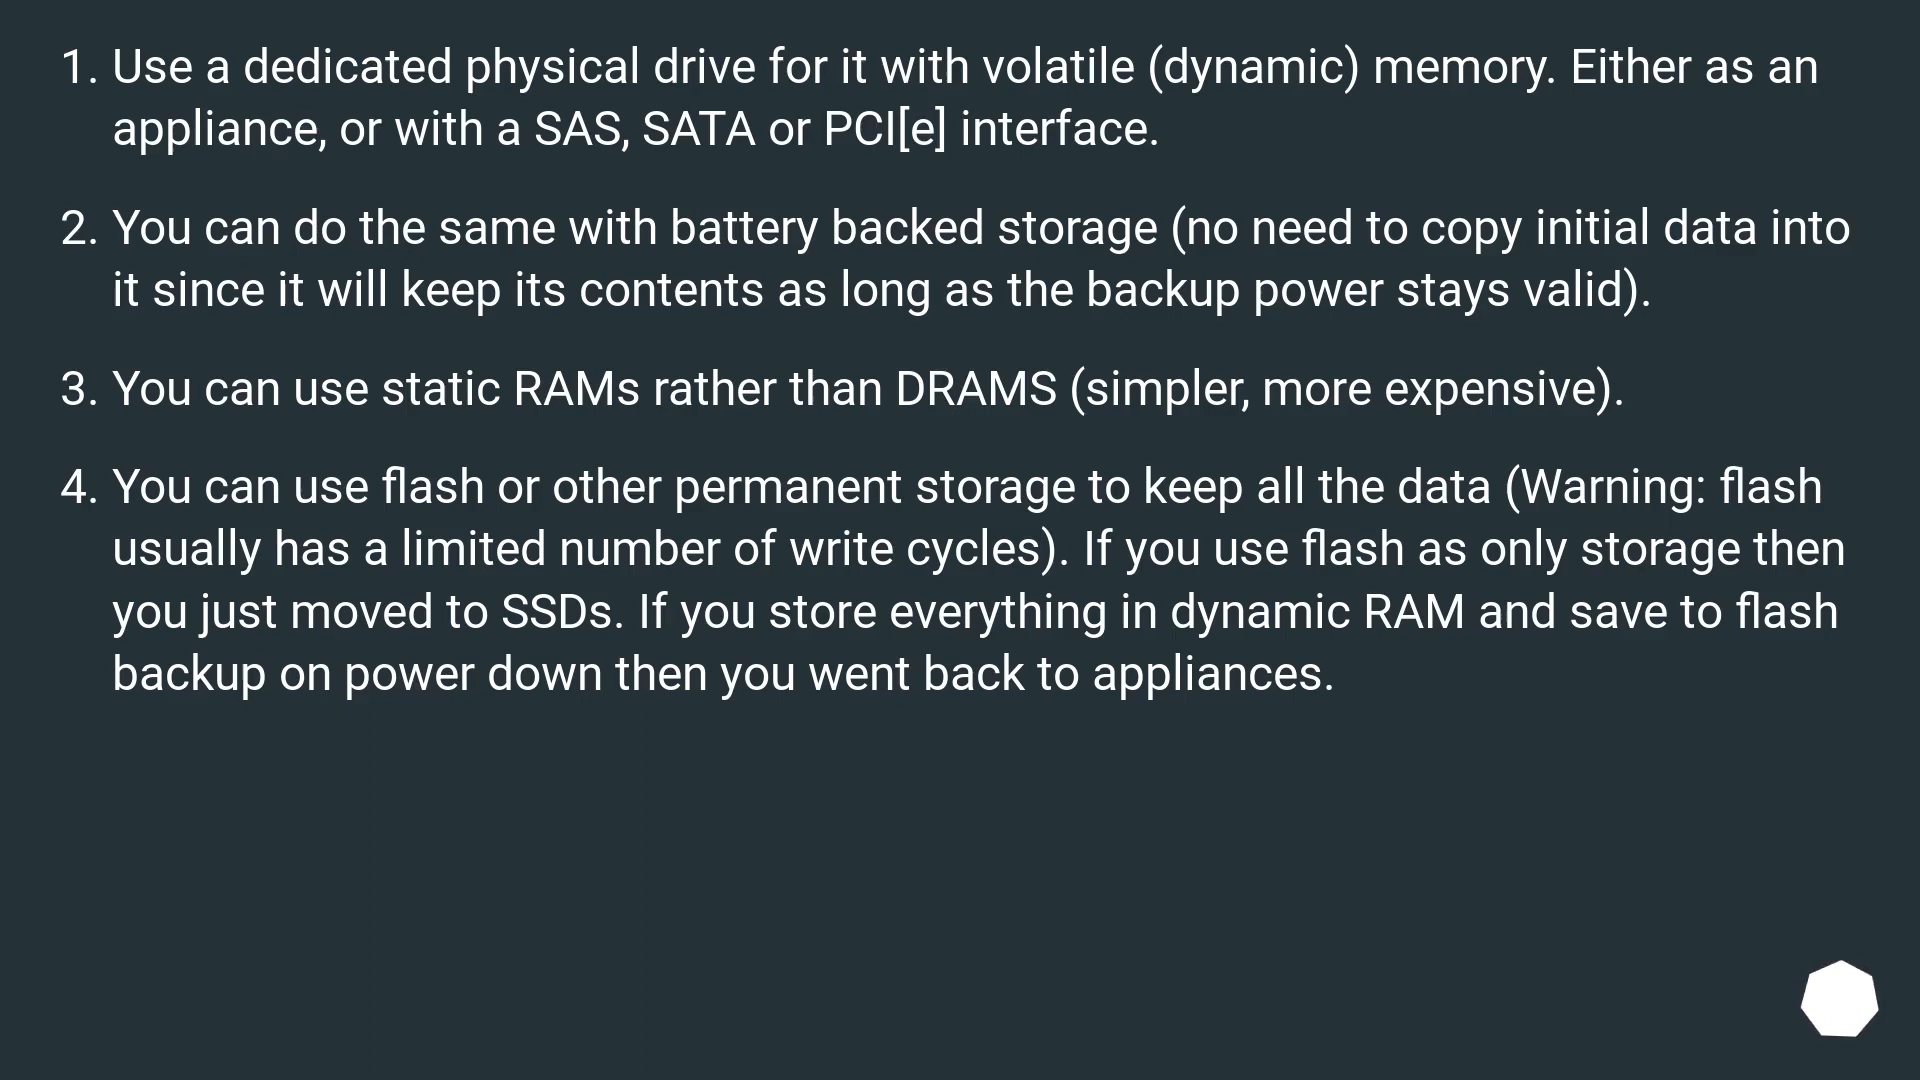 1. Use a dedicated physical drive for it with volatile (dynamic) memory. Either as an
appliance, or with a SAS, SATA or PCI[e] interface.
2. You can do the same with battery backed storage (no need to copy initial data into
it since it will keep its contents as long as the backup power stays valid).
3. You can use static RAMs rather than DRAMS (simpler, more expensive).
4. You can use flash or other permanent storage to keep all the data (Warning: flash
usually has a limited number of write cycles). If you use flash as only storage then
you just moved to SSDs. If you store everything in dynamic RAM and save to flash
backup on power down then you went back to appliances.